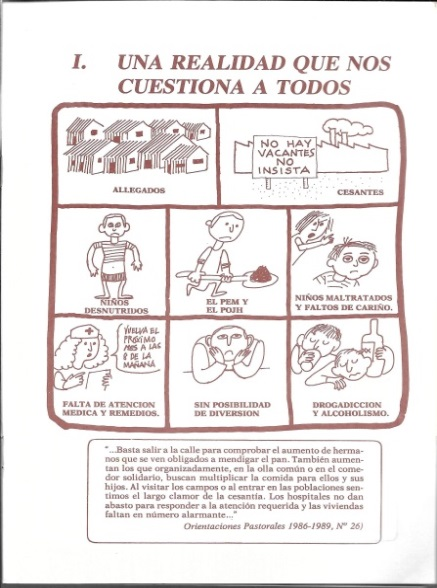 I. UNA REALIDAD QUE NOS
CUESTIONA A TODOS
ALLEGADOS
NO HAY
VACANTES
NO
INSISTA
CESANTES
NIÑOS
DESNUTRIDOS
EL PEM Y
EL POJH
NIÑOS MALTRATADOS
Y FALTOS DE CARIÑO.
VUELVA EL
PROXIMO
MES A LAS
8 DE LA
MAÑANA
FALTA DE ATENCION
MEDICA Y REMEDIOS.
SIN POSIBILIDAD
DE DIVERSION
DROGADICCION
Y ALCOHOLISMO.
"...Basta salir a la calle para comprobar el aumento de herma-
nos que se ven obligados a mendigar el pan. También aumen-
tan los que organizadamente, en la olla común o en el come-
dor solidario, buscan multiplicar la comida para ellos y sus
hijos. Al visitar los campos o al entrar en las poblaciones sen-
timos el largo clamor de la cesantía. Los hospitales no dan
abasto para responder a la atención requerida y las viviendas
faltan en número alarmante..."
Orientaciones Pastorales 1986-1989, Nº 26)